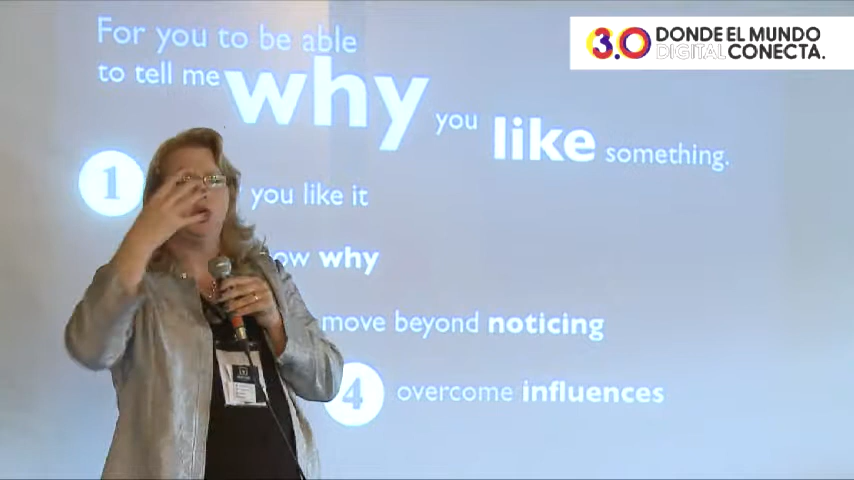 For you to be able
to tell me why you like something.
1
you like it
why
move beyond noticing
4 overcome influences
3.0 DONDE EL MUNDO
DIGITAL CONECTA.